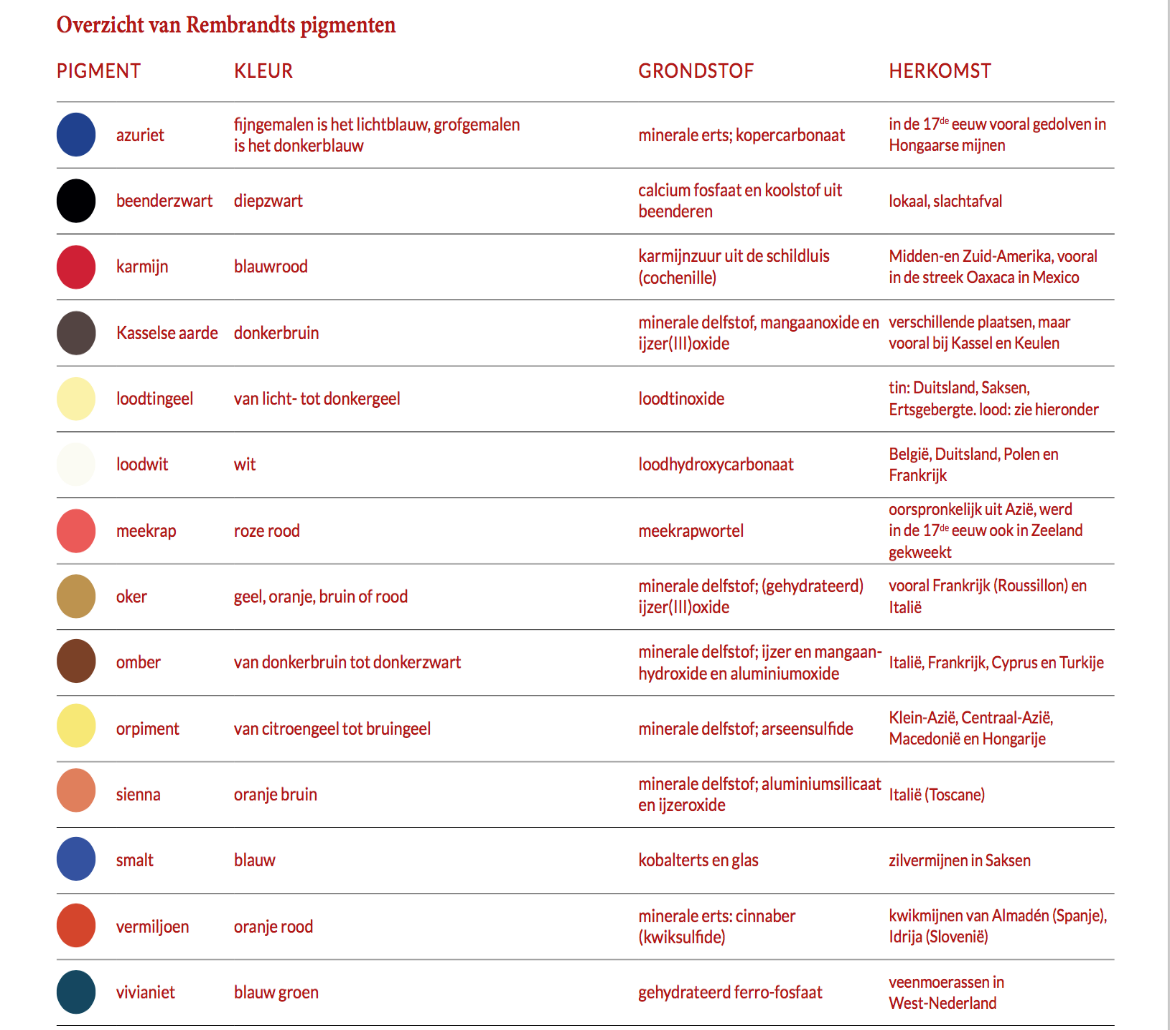 Overzicht van Rembrandts pigmenten
PIGMENT KLEUR GRONDSTOF HERKOMST
azuriet
fijngemalen is het lichtblauw, grofgemalen
is het donkerblauw
minerale erts; kopercarbonaat
in de 17de eeuw vooral gedolven in
Hongaarse mijnen
beenderzwart
diepzwart
calcium fosfaat en koolstof uit
beenderen
lokaal, slachtafval
karmijn
blauwrood
karmijnzuur uit de schildluis
(cochenille)
Midden-en Zuid-Amerika, vooral
in de streek Oaxaca in Mexico
Kasselse aarde
donkerbruin
minerale delfstof, mangaanoxide en
ijzer(III)oxide
verschillende plaatsen, maar
vooral bij Kassel en Keulen
loodtingeel
van licht- tot donkergeel
loodtinoxide
tin: Duitsland, Saksen,
Ertsgebergte. lood: zie hieronder
loodwit
wit
loodhydroxycarbonaat
België, Duitsland, Polen en
Frankrijk
meekrap
roze rood
meekrapwortel
oorspronkelijk uit Azië, werd
in de 17de eeuw ook in Zeeland
gekweekt
oker
geel, oranje, bruin of rood
minerale delfstof; (gehydrateerd)
ijzer(III)oxide
vooral Frankrijk (Roussillon) en
Italië
omber
van donkerbruin tot donkerzwart
minerale delfstof; ijzer en mangaan-
hydroxide en aluminiumoxide
Italië, Frankrijk, Cyprus en Turkije
orpiment
van citroengeel tot bruingeel
minerale delfstof; arseensulfide
Klein-Azië, Centraal-Azië,
Macedonië en Hongarije
sienna
oranje bruin
minerale delfstof; aluminiumsilicaat
en ijzeroxide
Italië (Toscane)
smalt
blauw
kobalterts en glas
zilvermijnen in Saksen
vermiljoen
oranje rood
minerale erts: cinnaber
(kwiksulfide)
kwikmijnen van Almadén (Spanje),
Idrija (Slovenië)
vivianiet
blauw groen
gehydrateerd ferro-fosfaat
veenmoerassen in
West-Nederland